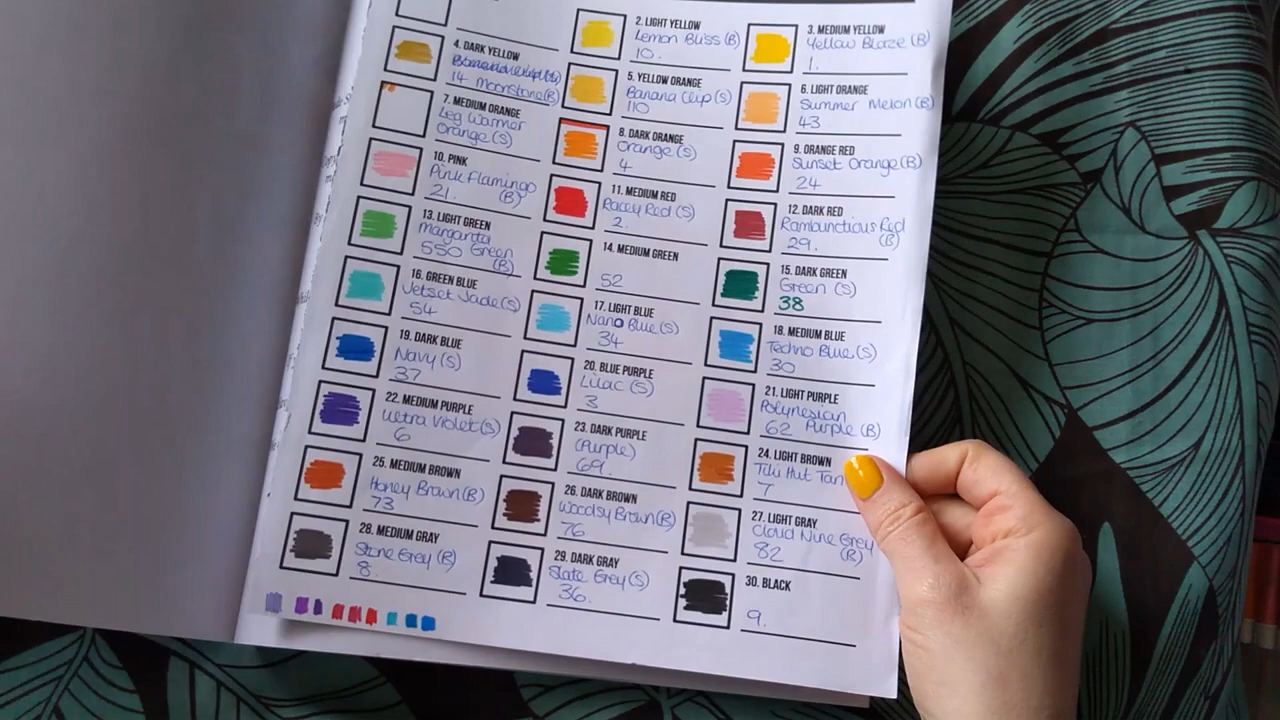 2. LIGHT YELLOW
Lemon Bliss (B)
10.
3. MEDIUM YELLOW
Yellow Blaze (B)
1.
4. DARK YELLOW
14 Moonstone (B)
5. YELLOW ORANGE
Banana Clip (S)
110
6. LIGHT ORANGE
Summer Melon (B)
43
7. MEDIUM ORANGE
Leg Warmer
Orange (S)
8. DARK ORANGE
Orange (S)
4
9. ORANGE RED
Sunset Orange (B)
24
10. PINK
Pink Flamingo
21. (B)
11. MEDIUM RED
Racey Red (S)
2.
12. DARK RED
Rambunctious Red
29. (B)
13. LIGHT GREEN
Margarita
550 Green
(B)
14. MEDIUM GREEN
52
15. DARK GREEN
Green (S)
38
16. GREEN BLUE
Jetset Jade (S)
54
17. LIGHT BLUE
Nano Blue (S)
34
18. MEDIUM BLUE
Techno Blue (S)
30
19. DARK BLUE
Navy (S)
37
20. BLUE PURPLE
Lilac (S)
3
21. LIGHT PURPLE
Polynesian
62 Purple (B)
22. MEDIUM PURPLE
Ultra Violet (S)
6
23. DARK PURPLE
(Purple)
69.
24. LIGHT BROWN
Tiki Hut Tan
7
25. MEDIUM BROWN
Honey Brown (B)
73
26. DARK BROWN
Woodsy Brown (B)
76
27. LIGHT GRAY
Cloud Nine Grey
82 (B)
28. MEDIUM GRAY
Stone Grey (B)
8.
29. DARK GRAY
Slate Grey (S)
36.
30. BLACK
9.